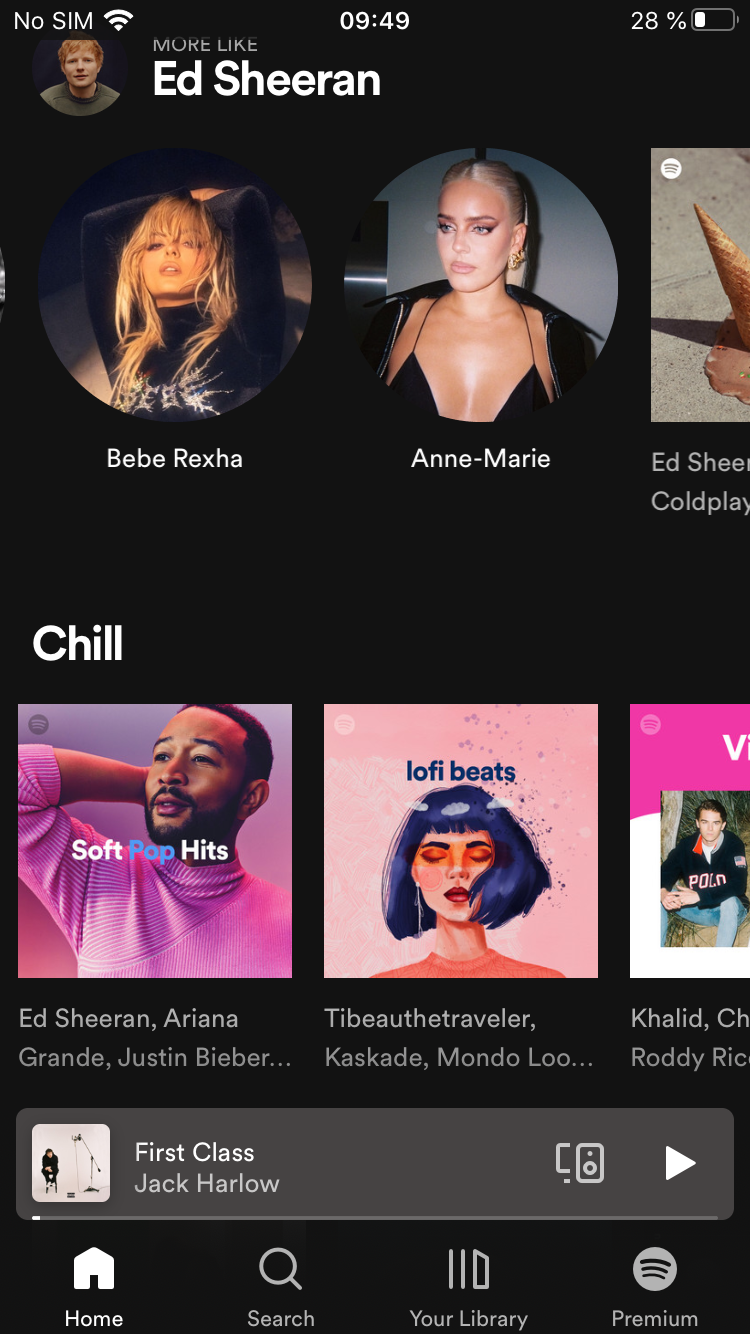 No SIM 09:49 28 %
MORE LIKE
Ed Sheeran
Bebe Rexha
Anne-Marie
Ed Sheer
Coldplay
Chill
Soft Pop Hits
lofi beats
Vi
POLO
Ed Sheeran, Ariana
Grande, Justin Bieber...
Tibeauthetraveler,
Kaskade, Mondo Loo...
Khalid, Ch
Roddy Ric
First Class
Jack Harlow
Home
Search
Your Library
Premium